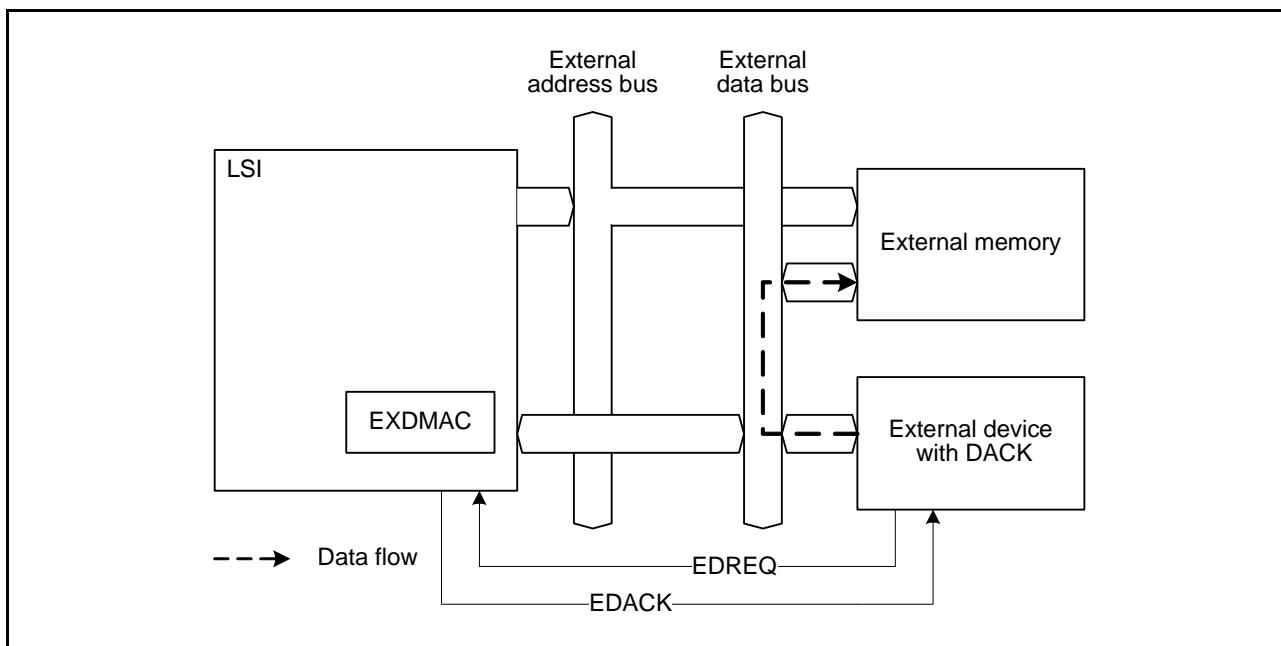 External
address bus
External
data bus
LSI
External memory
EXDMAC
External device
with DACK
Data flow
EDREQ
EDACK